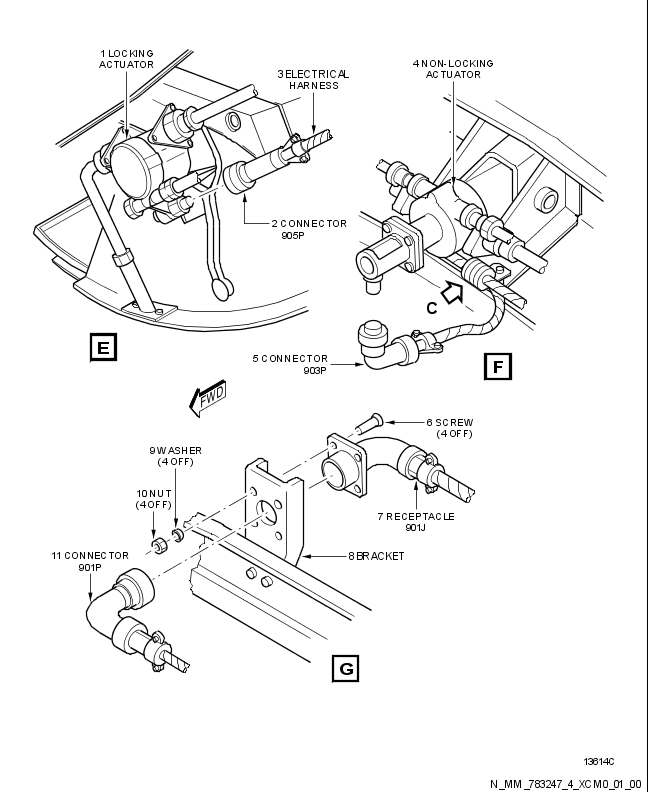 1 LOCKING
ACTUATOR
3 ELECTRICAL
HARNESS
4 NON-LOCKING
ACTUATOR
2 CONNECTOR
905P
C
E
5 CONNECTOR
903P
F
FWD
6 SCREW
(4 OFF)
9 WASHER
(4 OFF)
10 NUT
(4 OFF)
7 RECEPTACLE
901J
11 CONNECTOR
901P
8 BRACKET
G
13614C
N_MM_783247_4_XCM0_01_00